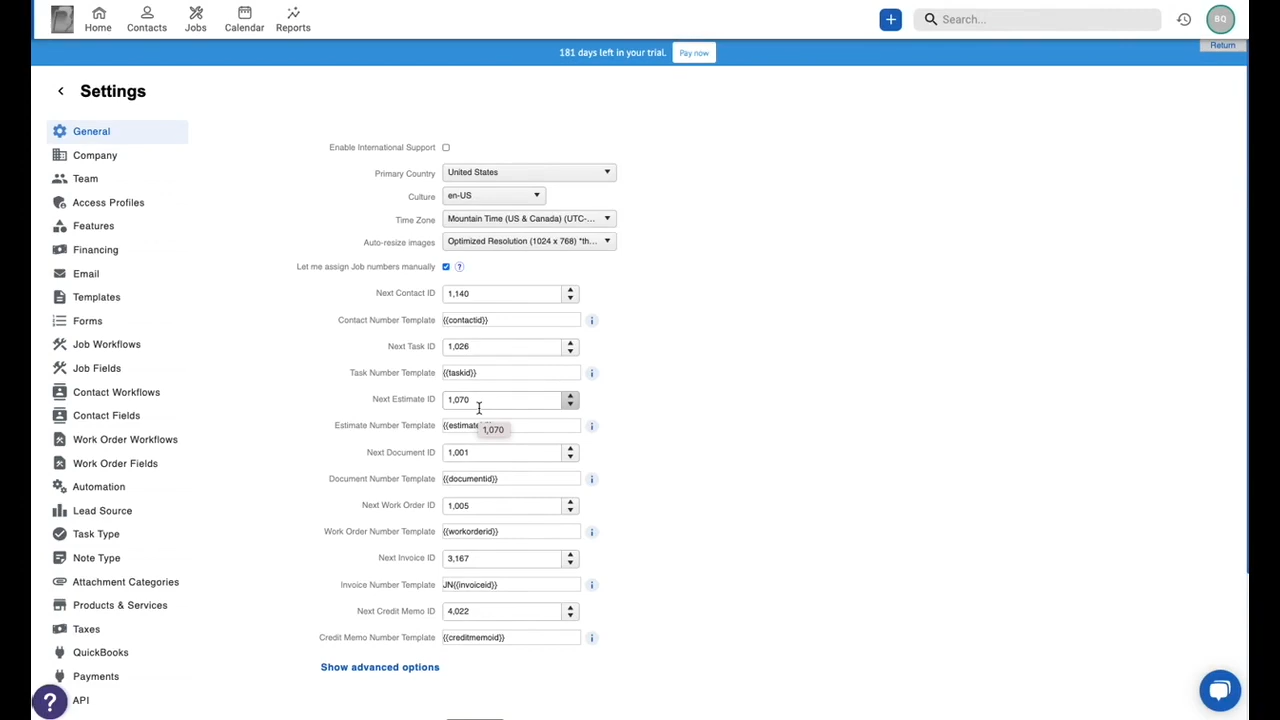 Home
Contacts
Jobs
Calendar
Reports
+
Search...
BQ
181 days left in your trial.
Pay now
Return
Settings
General
Company
Team
Access Profiles
Features
Financing
Email
Templates
Forms
Job Workflows
Job Fields
Contact Workflows
Contact Fields
Work Order Workflows
Work Order Fields
Automation
Lead Source
Task Type
Note Type
Attachment Categories
Products & Services
Taxes
QuickBooks
Payments
API
?
Enable International Support
Primary Country United States
Culture en-US
Time Zone Mountain Time (US & Canada) (UTC-...
Auto-resize images Optimized Resolution (1024 x 768) *th...
Let me assign Job numbers manually ?
Next Contact ID 1,140
Contact Number Template {{contactid}} i
Next Task ID 1,026
Task Number Template {{taskid}} i
Next Estimate ID 1,070
Estimate Number Template {{estimate i
1,070
Next Document ID 1,001
Document Number Template {{documentid}} i
Next Work Order ID 1,005
Work Order Number Template {{workorderid}} i
Next Invoice ID 3,167
Invoice Number Template JN{{invoiceid}} i
Next Credit Memo ID 4,022
Credit Memo Number Template {{creditmemoid}} i
Show advanced options